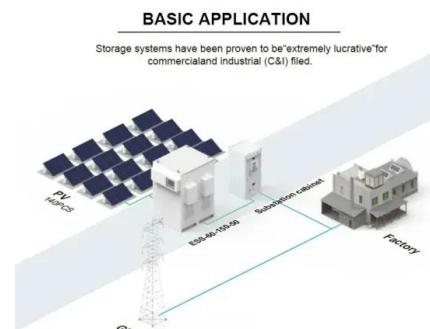 BASIC APPLICATION
Storage systems have been proven to be“extremely lucrative”for
commercialand industrial (C&I) filed.
PV
140PCS
ESS-60-150-50
Substation cabinet
Factory